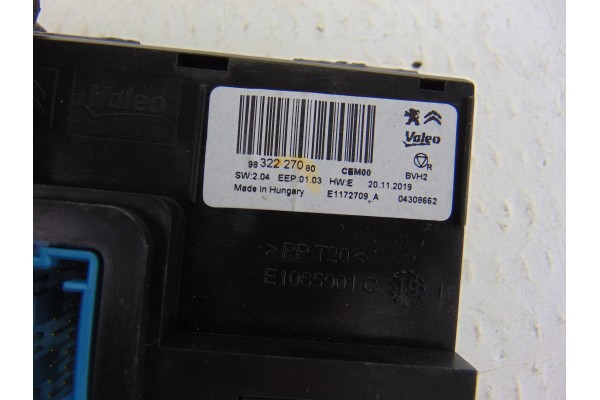 Valeo
Valeo
R
98 322 270 80 CEM00 BVH2
SW:2.04 EEP:01.03 HW:E 20.11.2019
Made in Hungary E1172709_A 04308662
>PP T20<
E1065901 C 19